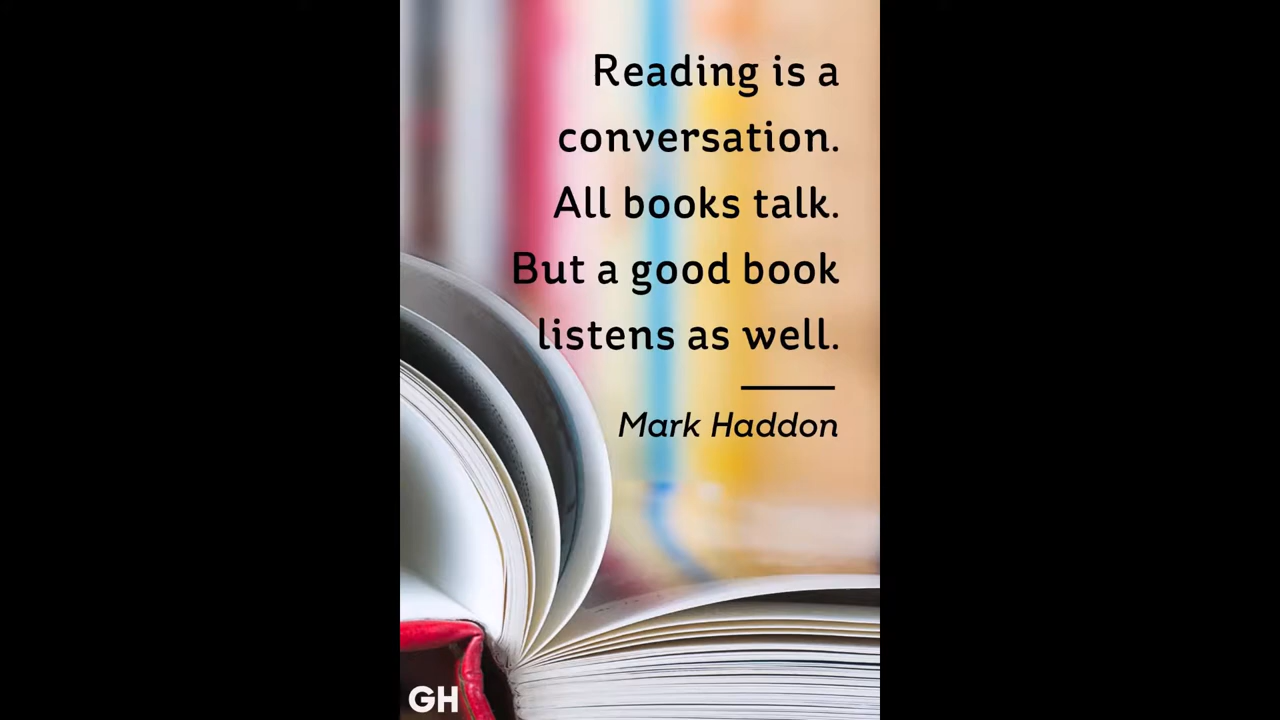 Reading is a
conversation.
All books talk.
But a good book
listens as well.
Mark Haddon
GH